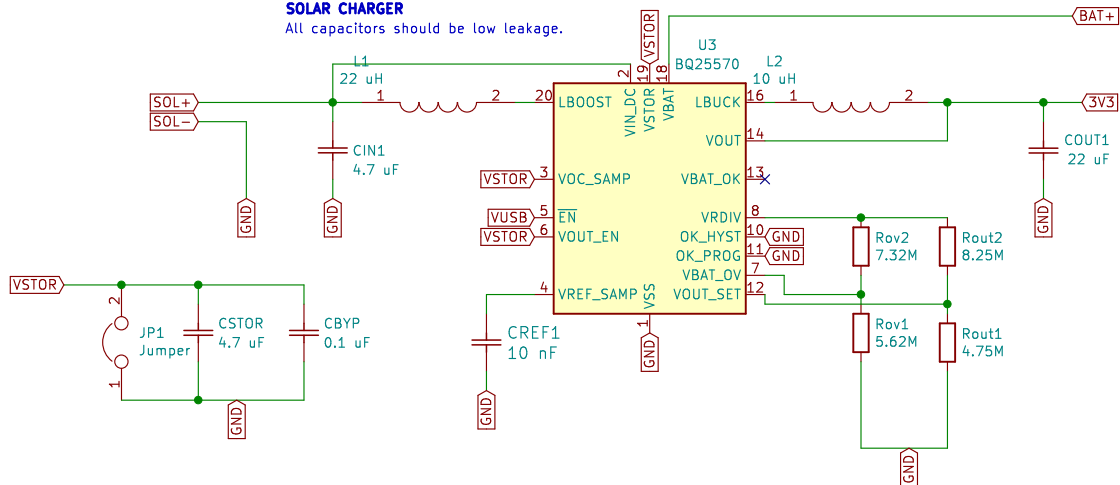 SOLAR CHARGER
All capacitors should be low leakage.
BAT+
VSTOR
U3
BQ25570
L1
22 uH
L2
10 uH
2
19
18
SOL+
SOL-
1
2
20
LBOOST
VIN_DC
VSTOR
VBAT
LBUCK
16
1
2
3V3
VOUT
14
CIN1
4.7 uF
COUT1
22 uF
VSTOR
3
VOC_SAMP
VBAT_OK
13
GND
GND
GND
VUSB
5
EN
VRDIV
8
VSTOR
6
VOUT_EN
OK_HYST
10
GND
OK_PROG
11
GND
Rov2
7.32M
Rout2
8.25M
VBAT_OV
7
4
VREF_SAMP
VSS
VOUT_SET
12
VSTOR
2
JP1
Jumper
1
CSTOR
4.7 uF
CBYP
0.1 uF
GND
CREF1
10 nF
GND
1
GND
Rov1
5.62M
Rout1
4.75M
GND